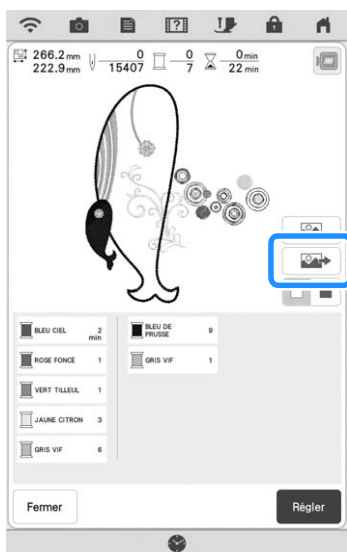 266.2 mm
222.9 mm
0
15407
0
7
0 min
22 min
BLEU CIEL 2 min
ROSE FONCÉ 1
VERT TILLEUL 1
JAUNE CITRON 3
GRIS VIF 6
BLEU DE PRUSSE 9
GRIS VIF 1
Fermer
Régler